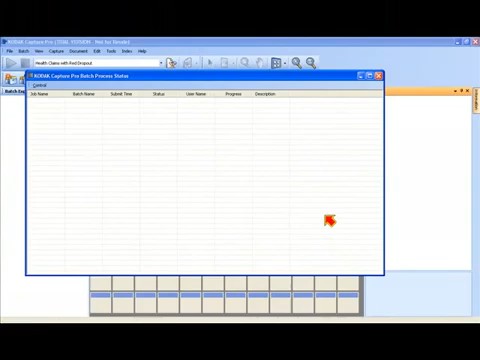 KODAK Capture Pro (TRIAL VERSION - Not for Resale)
File Batch View Capture Document Edit Tools Index Help
Health Claims with Red Dropout
KODAK Capture Pro Batch Process Status
Batch Exp
Control
Job Name Batch Name Submit Time Status User Name Progress Description